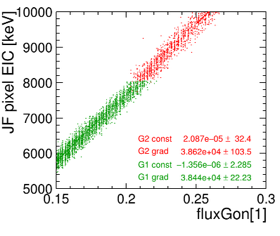 JF pixel EIC [keV]
10000
9000
8000
7000
6000
5000
G2 const 2.087e−05 ± 32.4
G2 grad 3.862e+04 ± 103.5
G1 const −1.356e−06 ± 2.285
G1 grad 3.844e+04 ± 22.23
0.15 0.2 0.25 0.3
fluxGon[1]